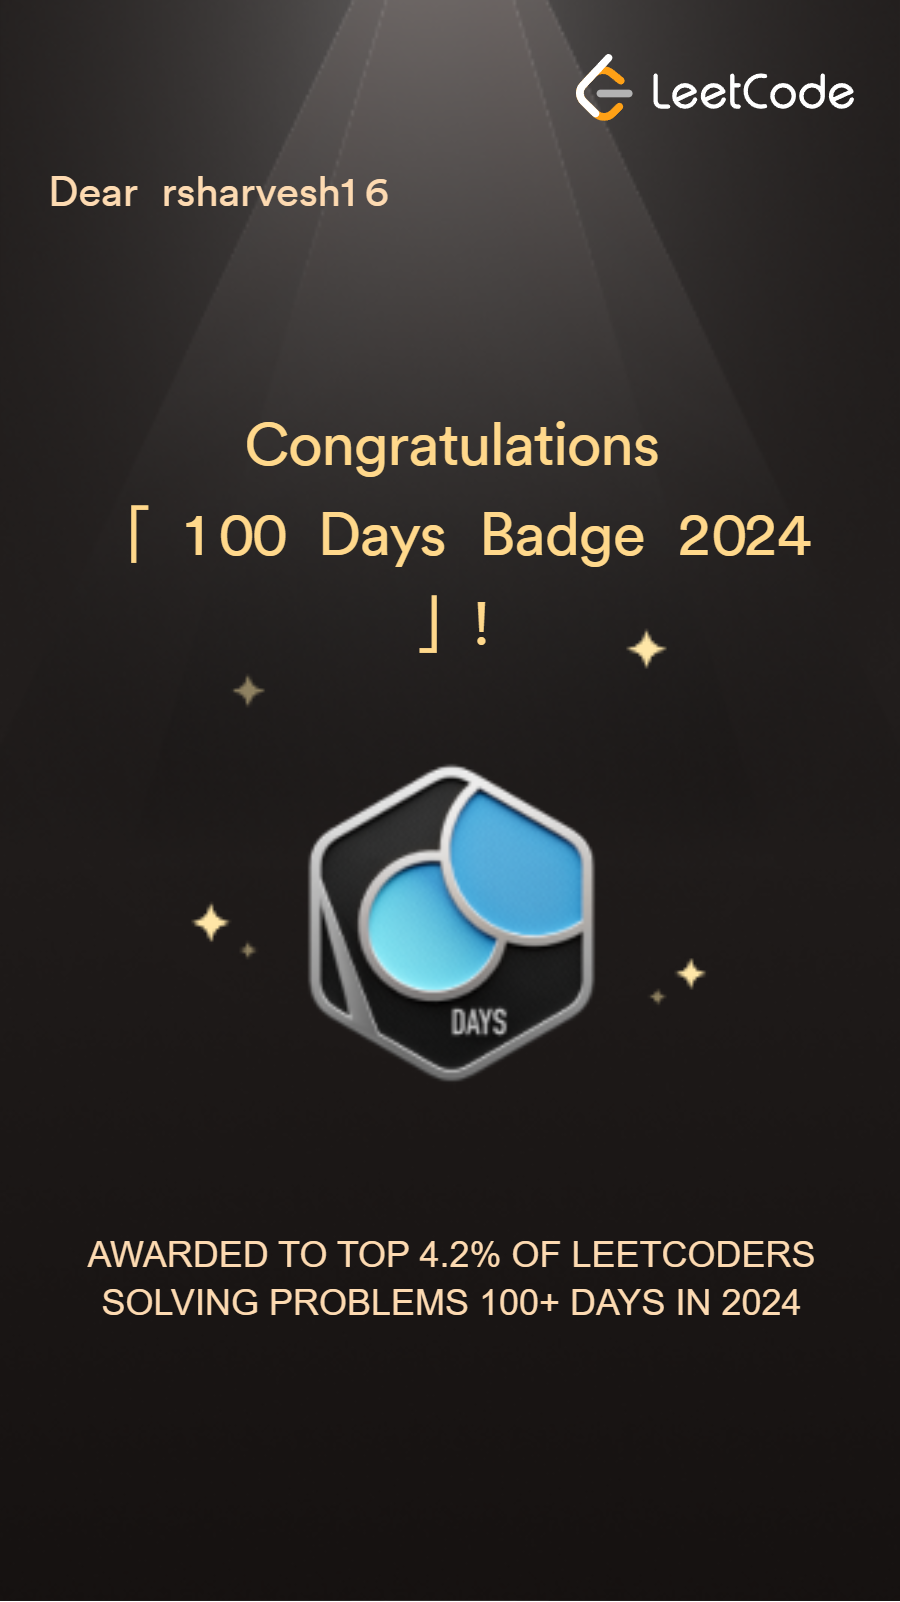 LeetCode
Dear rsharvesh16
Congratulations
「 100 Days Badge 2024
」 !
DAYS
AWARDED TO TOP 4.2% OF LEETCODERS
SOLVING PROBLEMS 100+ DAYS IN 2024